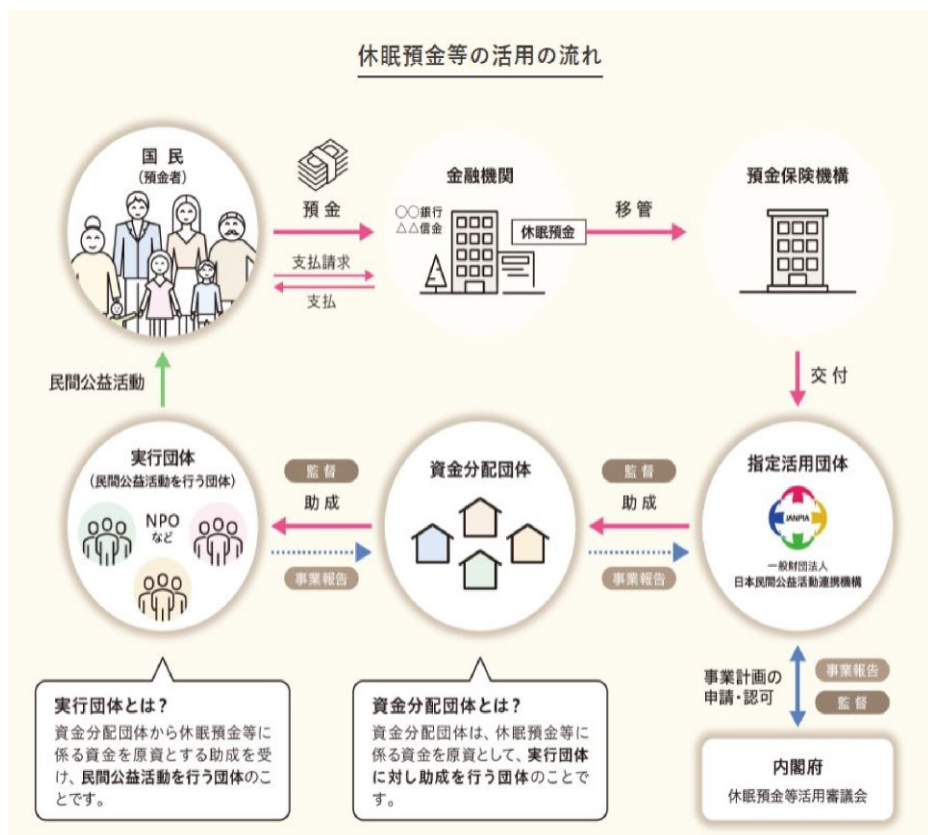 休眠預金等の活用の流れ
国民
(預金者)
預金
支払請求
支払
金融機関
○○銀行
△△信金
休眠預金
移管
預金保険機構
交付
民間公益活動
実行団体
(民間公益活動を行う団体)
NPO
など
監督
助成
事業報告
資金分配団体
監督
助成
事業報告
指定活用団体
JANPIA
一般財団法人
日本民間公益活動連携機構
事業計画の
申請・認可
事業報告
監督
内閣府
休眠預金等活用審議会
実行団体とは?
資金分配団体から休眠預金等に
係る資金を原資とする助成を受
け、民間公益活動を行う団体のこ
とです。
資金分配団体とは?
資金分配団体は、休眠預金等に
係る資金を原資として、実行団体
に対し助成を行う団体のことで
す。